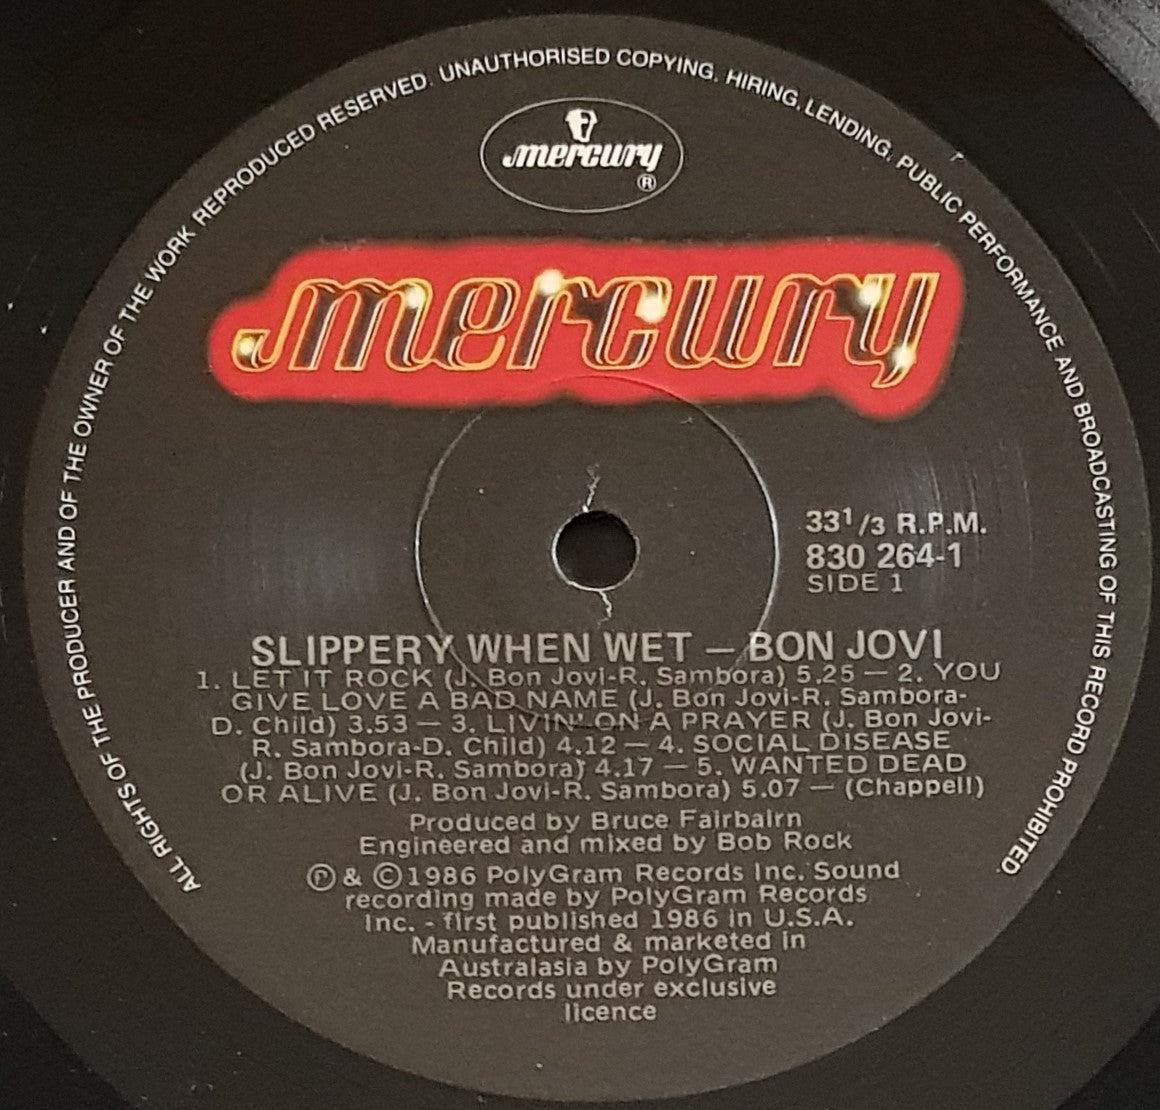 ALL RIGHTS OF THE PRODUCER AND OF THE OWNER OF THE WORK REPRODUCED RESERVED. UNAUTHORISED COPYING, HIRING, LENDING, PUBLIC PERFORMANCE AND BROADCASTING OF THIS RECORD PROHIBITED.
mercury
®
mercury
33 1/3 R.P.M.
830 264-1
SIDE 1
SLIPPERY WHEN WET – BON JOVI
1. LET IT ROCK (J. Bon Jovi-R. Sambora) 5.25 – 2. YOU
GIVE LOVE A BAD NAME (J. Bon Jovi-R. Sambora-
D. Child) 3.53 – 3. LIVIN' ON A PRAYER (J. Bon Jovi-
R. Sambora-D. Child) 4.12 – 4. SOCIAL DISEASE
(J. Bon Jovi-R. Sambora) 4.17 – 5. WANTED DEAD
OR ALIVE (J. Bon Jovi-R. Sambora) 5.07 – (Chappell)
Produced by Bruce Fairbairn
Engineered and mixed by Bob Rock
℗ & ©1986 PolyGram Records Inc. Sound
recording made by PolyGram Records
Inc. - first published 1986 in U.S.A.
Manufactured & marketed in
Australasia by PolyGram
Records under exclusive
licence